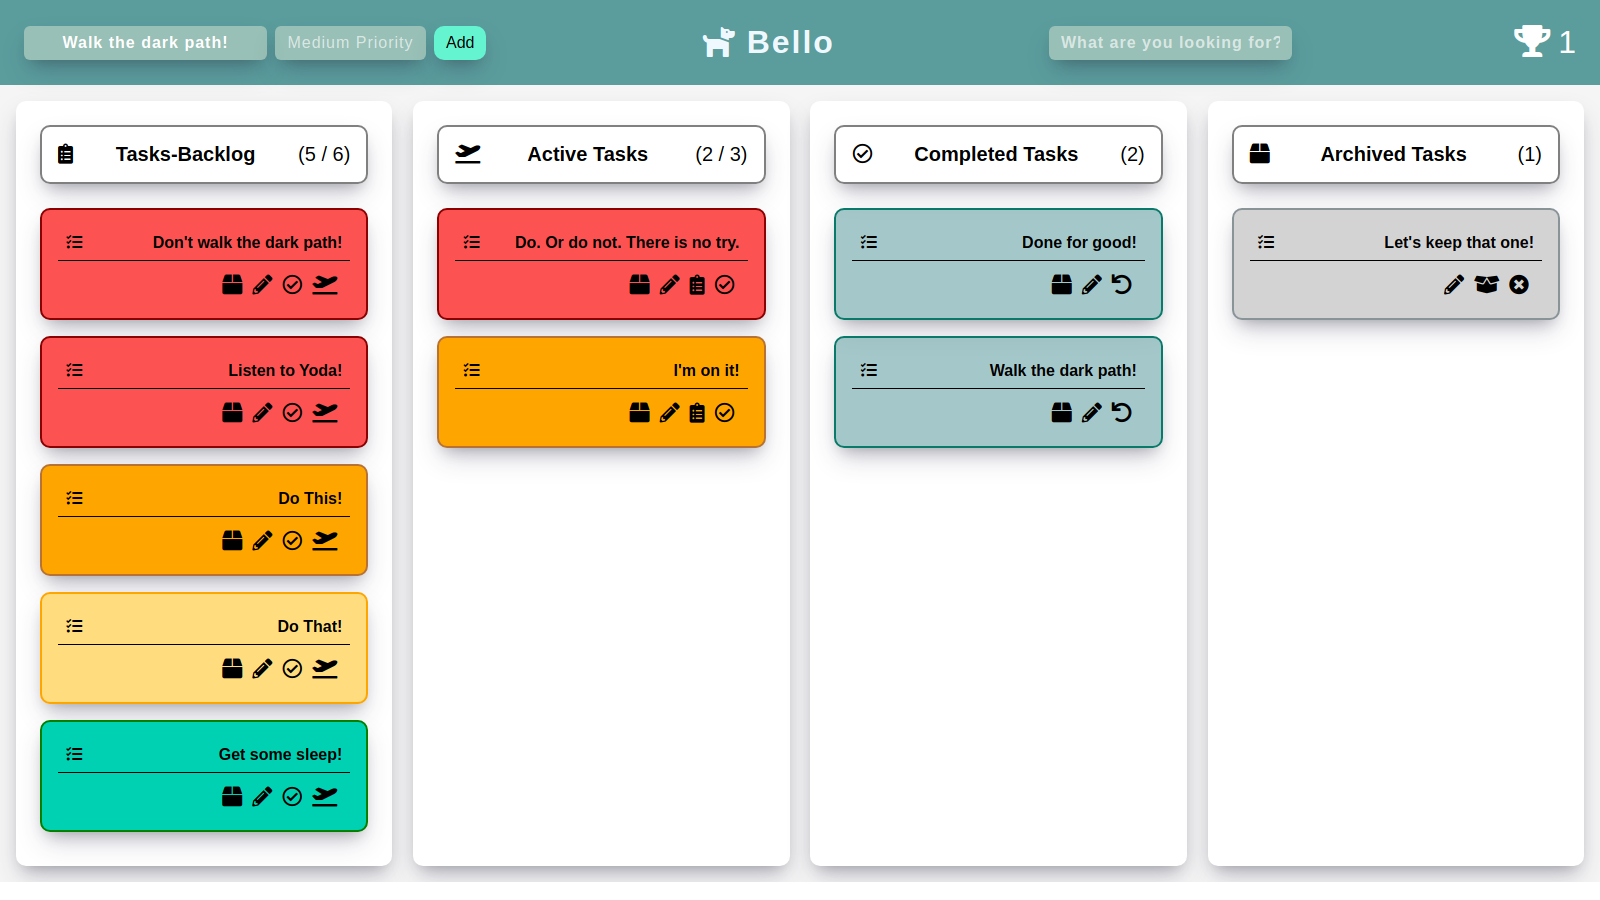 Walk the dark path!
Medium Priority
Add
Bello
What are you looking for?
1
Tasks-Backlog (5 / 6)
Don't walk the dark path!
Listen to Yoda!
Do This!
Do That!
Get some sleep!
Active Tasks (2 / 3)
Do. Or do not. There is no try.
I'm on it!
Completed Tasks (2)
Done for good!
Walk the dark path!
Archived Tasks (1)
Let's keep that one!